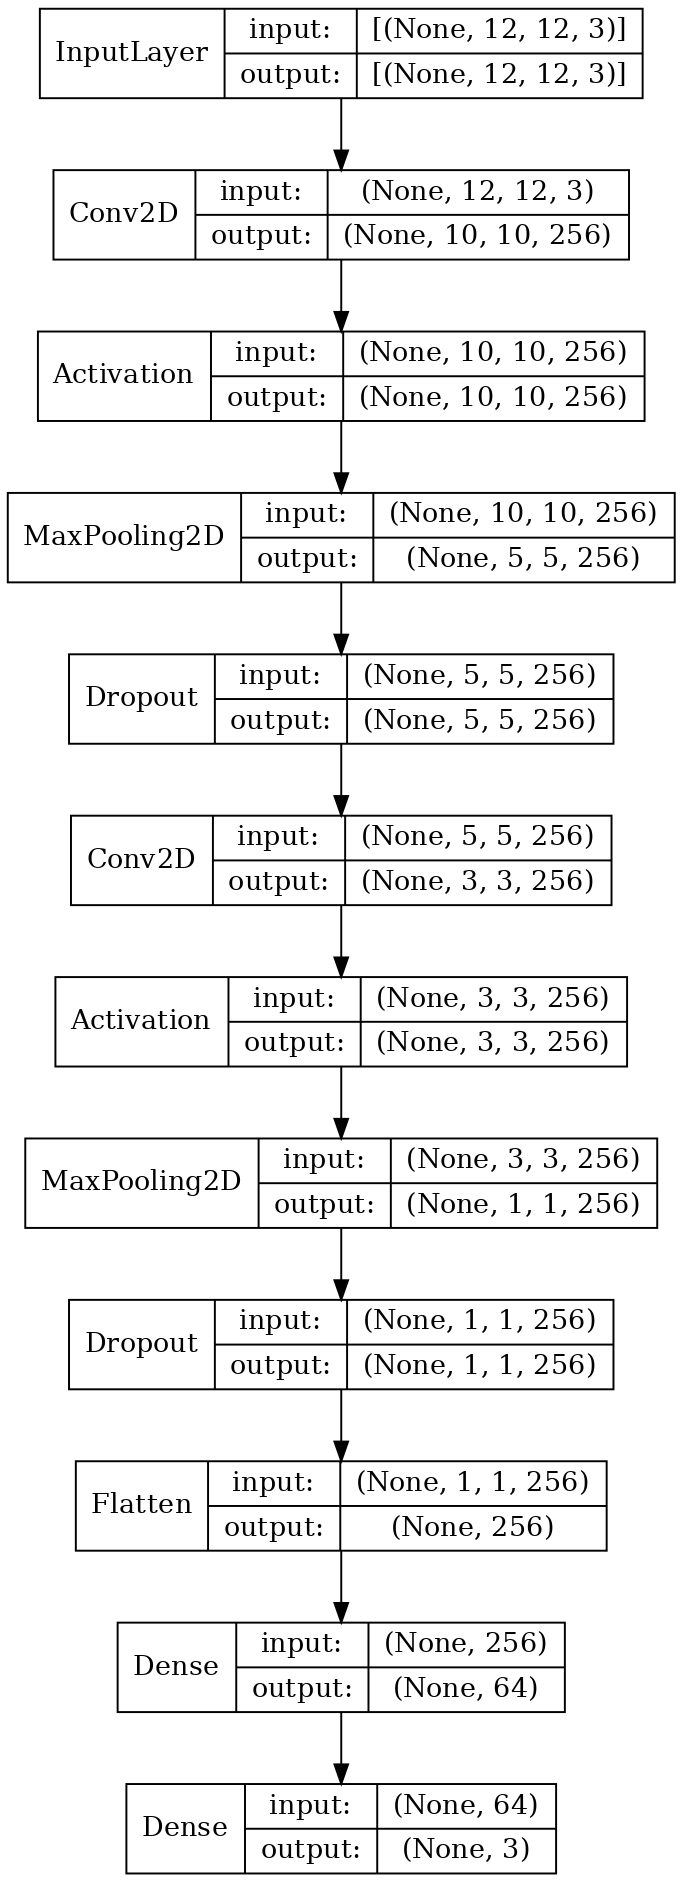 InputLayer
input:
[(None, 12, 12, 3)]
output:
[(None, 12, 12, 3)]
Conv2D
input:
(None, 12, 12, 3)
output:
(None, 10, 10, 256)
Activation
input:
(None, 10, 10, 256)
output:
(None, 10, 10, 256)
MaxPooling2D
input:
(None, 10, 10, 256)
output:
(None, 5, 5, 256)
Dropout
input:
(None, 5, 5, 256)
output:
(None, 5, 5, 256)
Conv2D
input:
(None, 5, 5, 256)
output:
(None, 3, 3, 256)
Activation
input:
(None, 3, 3, 256)
output:
(None, 3, 3, 256)
MaxPooling2D
input:
(None, 3, 3, 256)
output:
(None, 1, 1, 256)
Dropout
input:
(None, 1, 1, 256)
output:
(None, 1, 1, 256)
Flatten
input:
(None, 1, 1, 256)
output:
(None, 256)
Dense
input:
(None, 256)
output:
(None, 64)
Dense
input:
(None, 64)
output:
(None, 3)